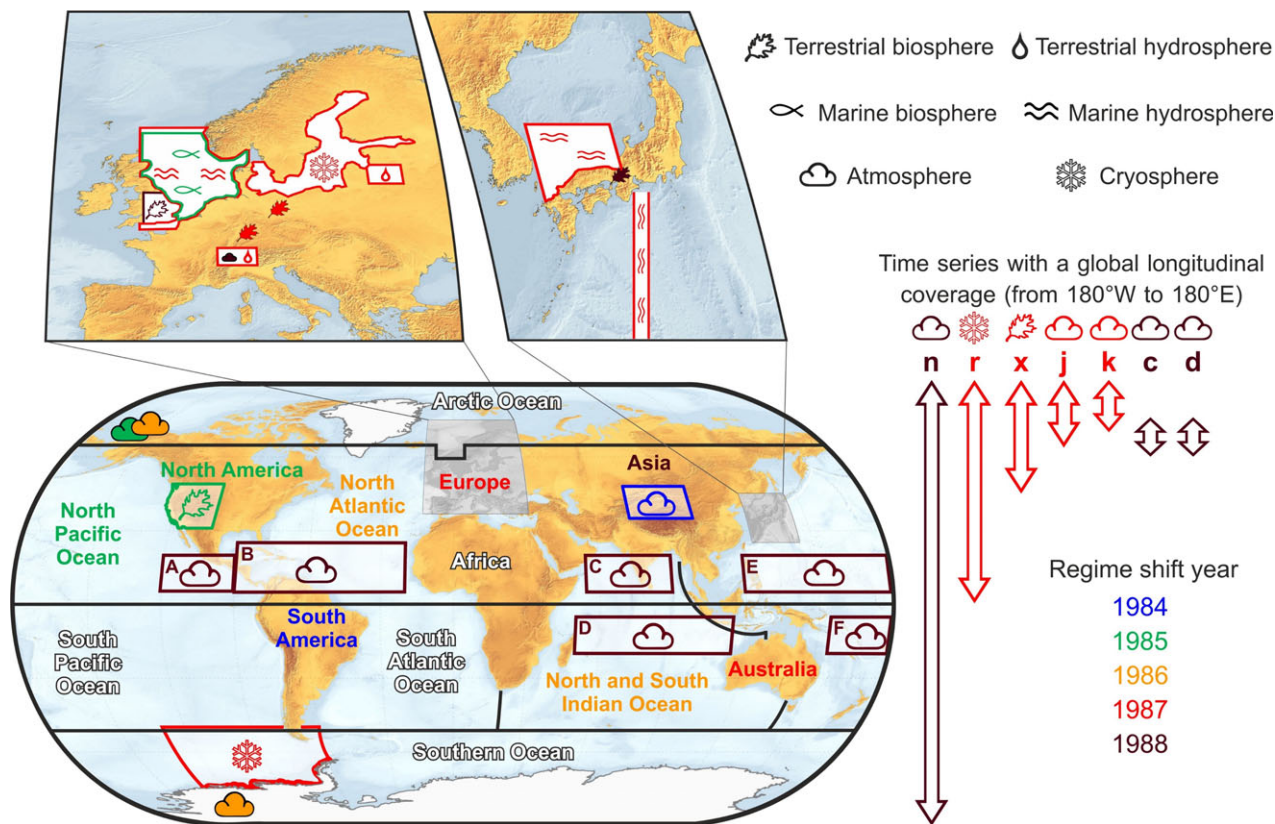 Terrestrial biosphere
Terrestrial hydrosphere
Marine biosphere
Marine hydrosphere
Atmosphere
Cryosphere
Time series with a global longitudinal
coverage (from 180°W to 180°E)
n r x j k c d
Arctic Ocean
North America
North
Atlantic
Ocean
Europe
Asia
North
Pacific
Ocean
A
B
Africa
C
E
South
America
South
Pacific
Ocean
South
Atlantic
Ocean
D
F
Australia
North and South
Indian Ocean
Southern Ocean
Regime shift year
1984
1985
1986
1987
1988